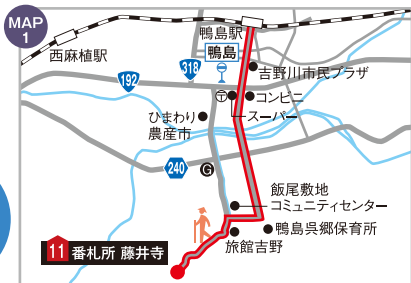 MAP
1
鴨島駅
西麻植駅
鴨島
318
吉野川市民プラザ
192
〒
コンビニ
スーパー
ひまわり
農産市
240
G
飯尾敷地
コミュニティセンター
鴨島呉郷保育所
旅館吉野
11 番札所 藤井寺